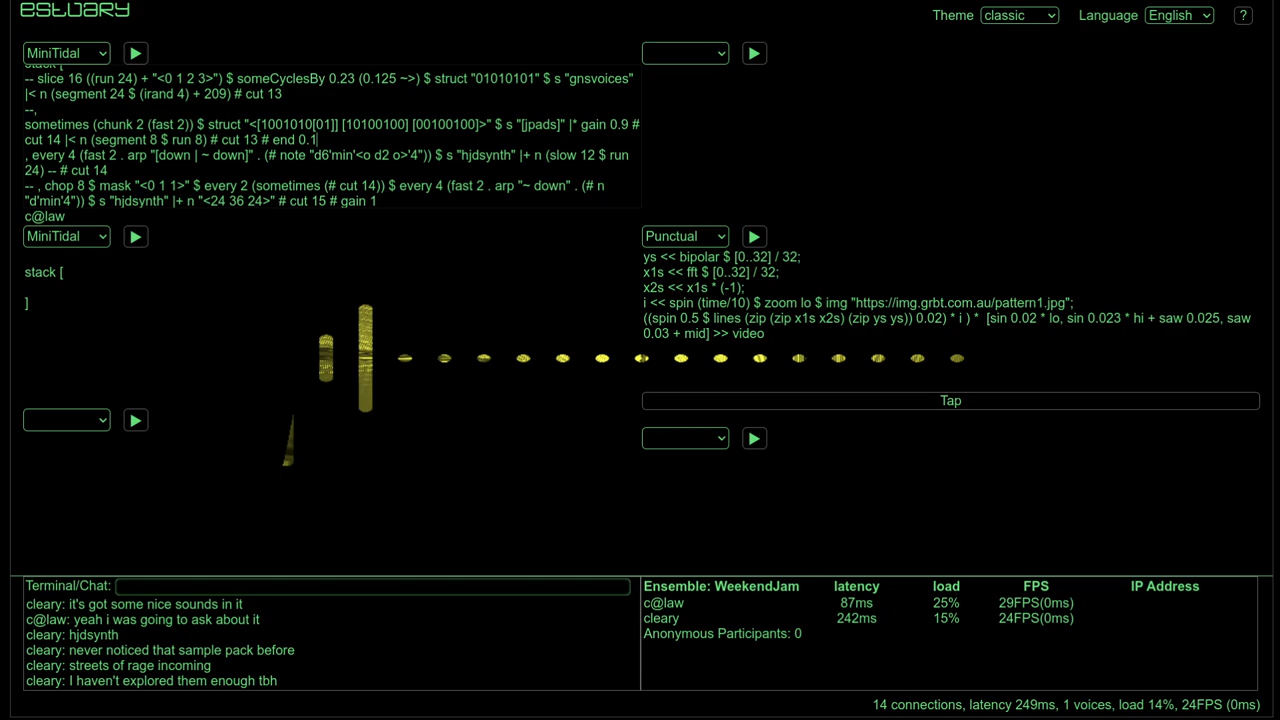 estuary
Theme classic Language English ?
MiniTidal
stack [
-- slice 16 ((run 24) + "<0 1 2 3>") $ someCyclesBy 0.23 (0.125 ~>) $ struct "01010101" $ s "gnsvoices"
|< n (segment 24 $ (irand 4) + 209) # cut 13
--,
sometimes (chunk 2 (fast 2)) $ struct "<[1001010[01]] [10100100] [00100100]>" $ s "[jpads]" |* gain 0.9 #
cut 14 |< n (segment 8 $ run 8) # cut 13 # end 0.1
, every 4 (fast 2 . arp "[down | ~ down]" . (# note "d6'min'<o d2 o>'4")) $ s "hjdsynth" |+ n (slow 12 $ run
24) -- # cut 14
-- , chop 8 $ mask "<0 1 1>" $ every 2 (sometimes (# cut 14)) $ every 4 (fast 2 . arp "~ down" . (# n
"d'min'4")) $ s "hjdsynth" |+ n "<24 36 24>" # cut 15 # gain 1
c@law
MiniTidal
stack [
]
Punctual
ys << bipolar $ [0..32] / 32;
x1s << fft $ [0..32] / 32;
x2s << x1s * (-1);
i << spin (time/10) $ zoom lo $ img "https://img.grbt.com.au/pattern1.jpg";
((spin 0.5 $ lines (zip (zip x1s x2s) (zip ys ys)) 0.02) * i ) *  [sin 0.02 * lo, sin 0.023 * hi + saw 0.025, saw
0.03 + mid] >> video
Tap
Terminal/Chat:
cleary: it's got some nice sounds in it
c@law: yeah i was going to ask about it
cleary: hjdsynth
cleary: never noticed that sample pack before
cleary: streets of rage incoming
cleary: I haven't explored them enough tbh
Ensemble: WeekendJam latency load FPS IP Address
c@law 87ms 25% 29FPS(0ms)
cleary 242ms 15% 24FPS(0ms)
Anonymous Participants: 0
14 connections, latency 249ms, 1 voices, load 14%, 24FPS (0ms)